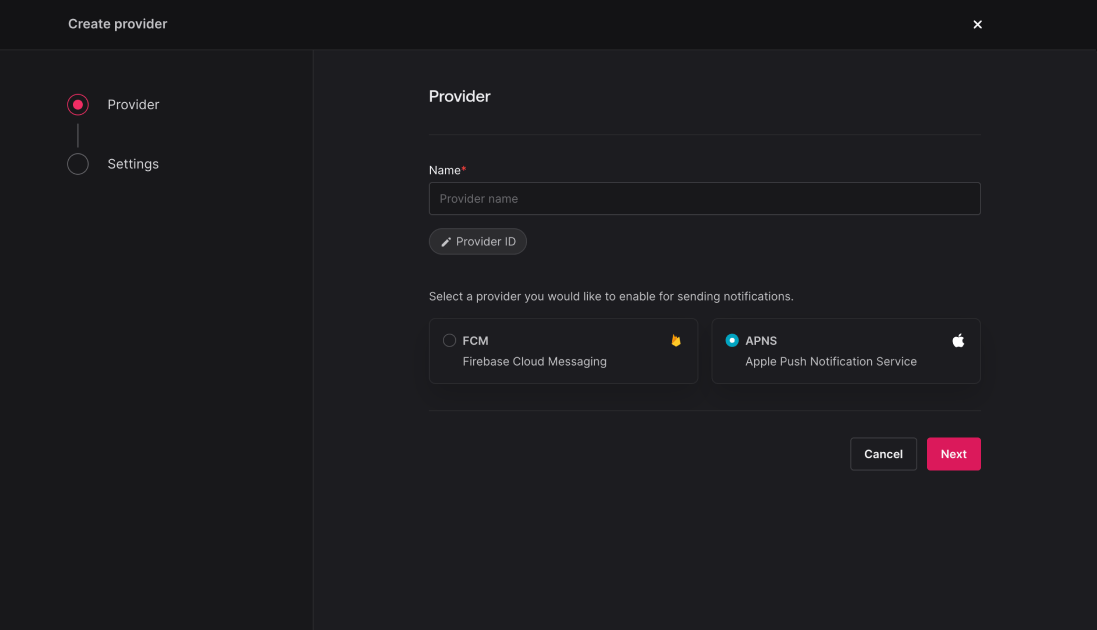 Create provider
Provider
Settings
Provider
Name*
Provider name
Provider ID
Select a provider you would like to enable for sending notifications.
FCM
Firebase Cloud Messaging
APNS
Apple Push Notification Service
Cancel
Next